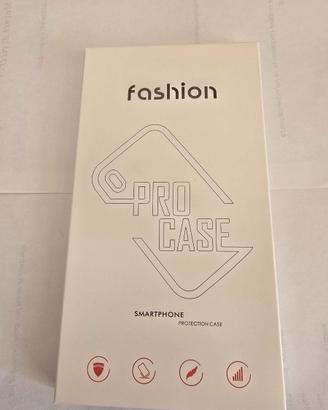 fashion
PRO
CASE
SMARTPHONE
PROTECTION CASE